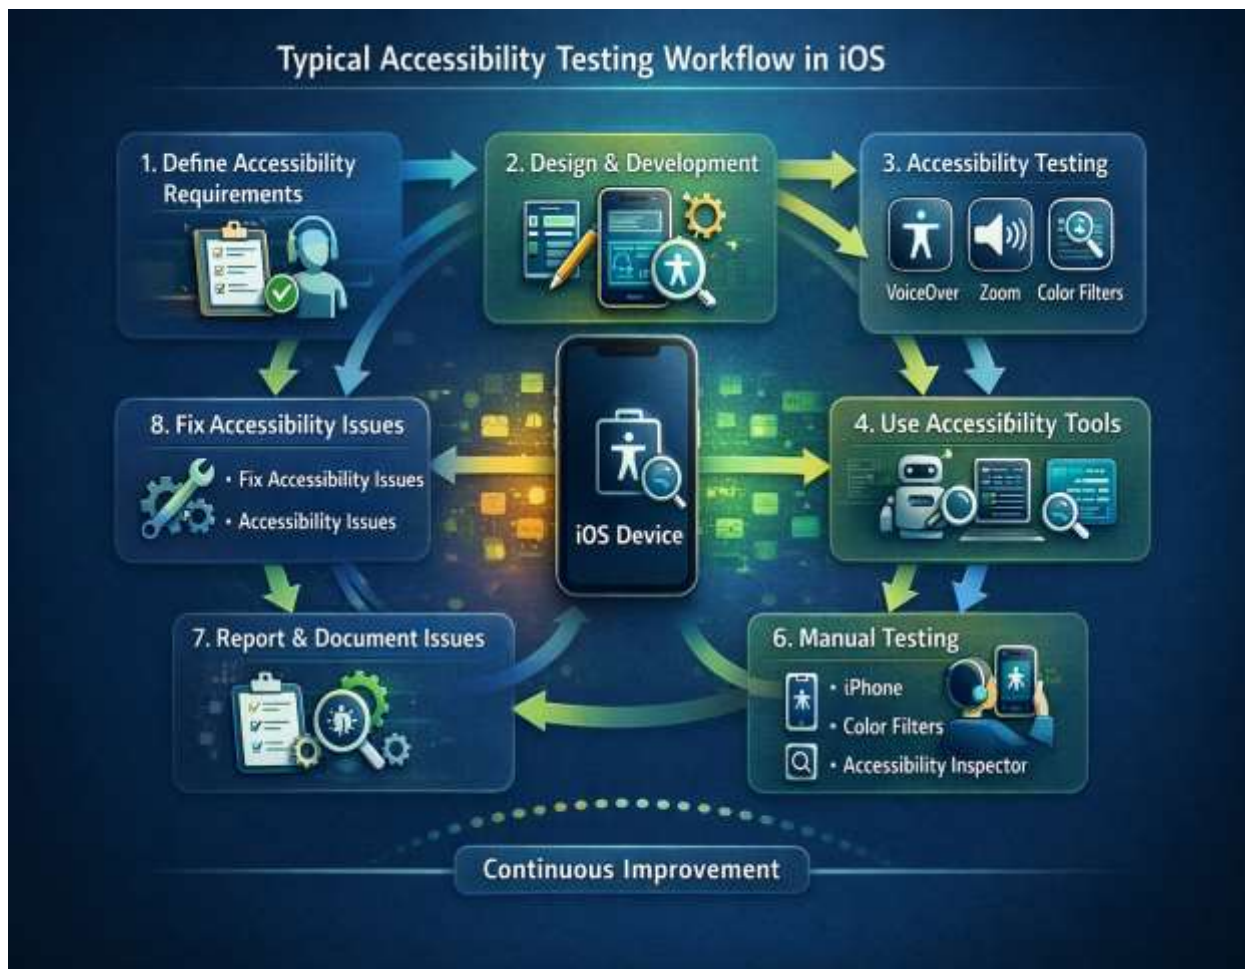 Typical Accessibility Testing Workflow in iOS
1. Define Accessibility
Requirements
2. Design & Development
3. Accessibility Testing
VoiceOver
Zoom
Color Filters
4. Use Accessibility Tools
6. Manual Testing
• iPhone
• Color Filters
• Accessibility Inspector
7. Report & Document Issues
8. Fix Accessibility Issues
• Fix Accessibility Issues
• Accessibility Issues
iOS Device
Continuous Improvement